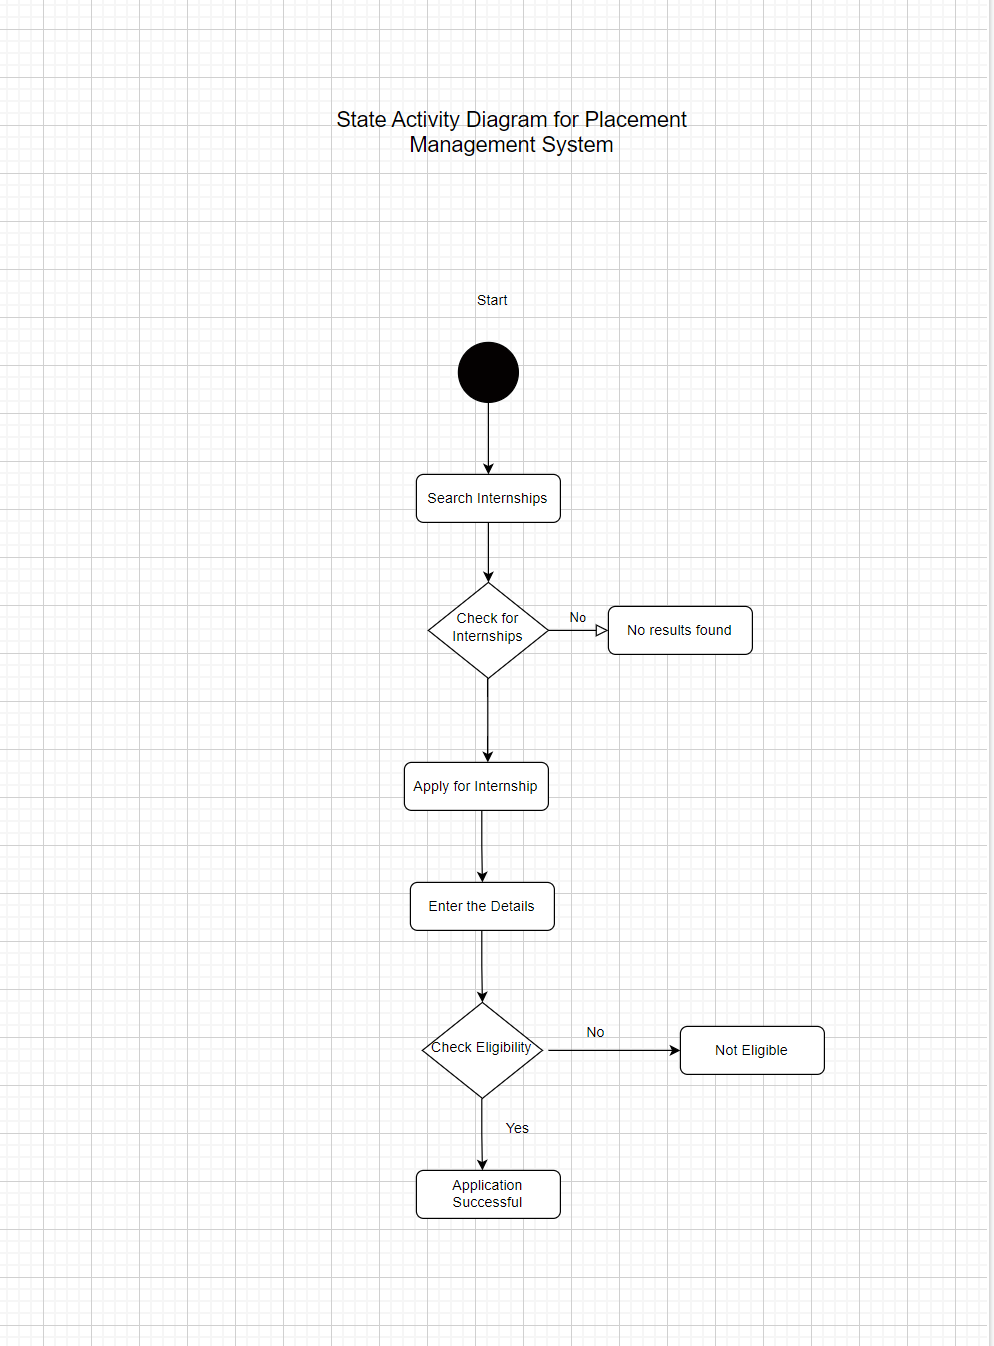 State Activity Diagram for Placement
Management System
Start
Search Internships
Check for
Internships
No
No results found
Apply for Internship
Enter the Details
Check Eligibility
No
Not Eligible
Yes
Application
Successful